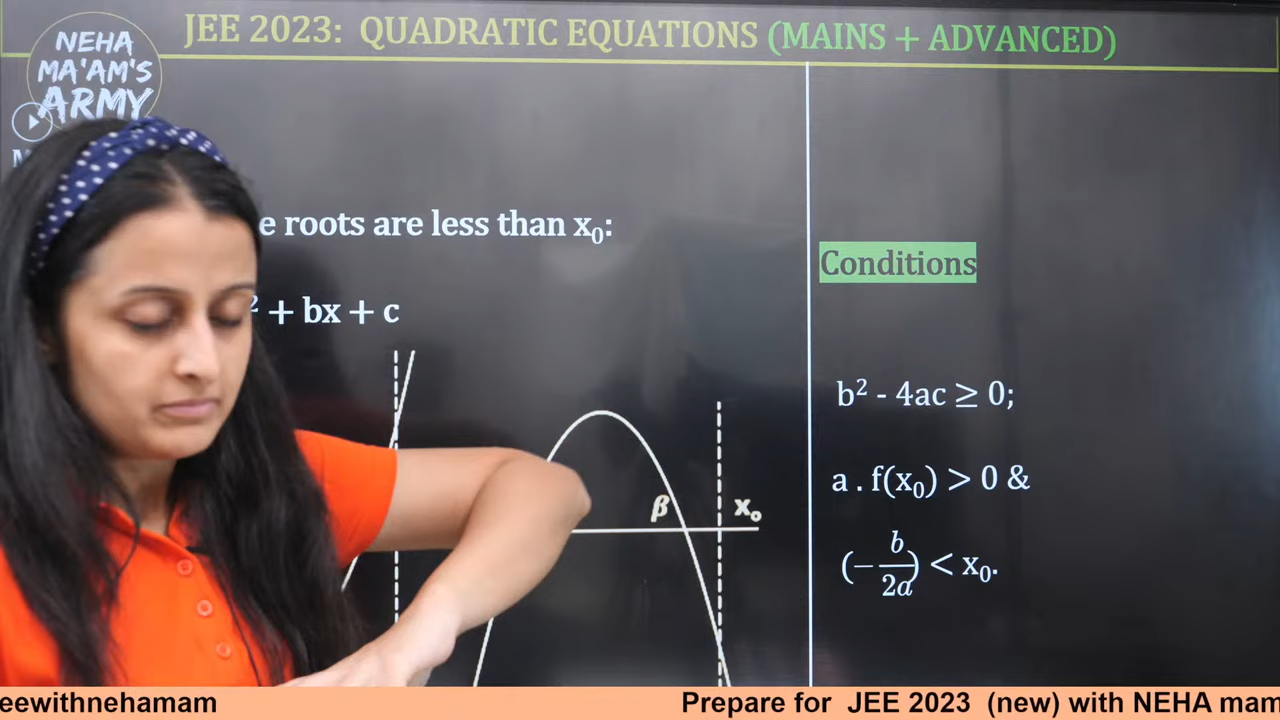 JEE 2023: QUADRATIC EQUATIONS (MAINS + ADVANCED)
NEHA
MA'AM'S
ARMY
N
e roots are less than x₀:
² + bx + c
β
x₀
Conditions
b² - 4ac ≥ 0;
a . f(x₀) > 0 &
(-b/2a) < x₀.
eewithnehamam
Prepare for JEE 2023 (new) with NEHA mam